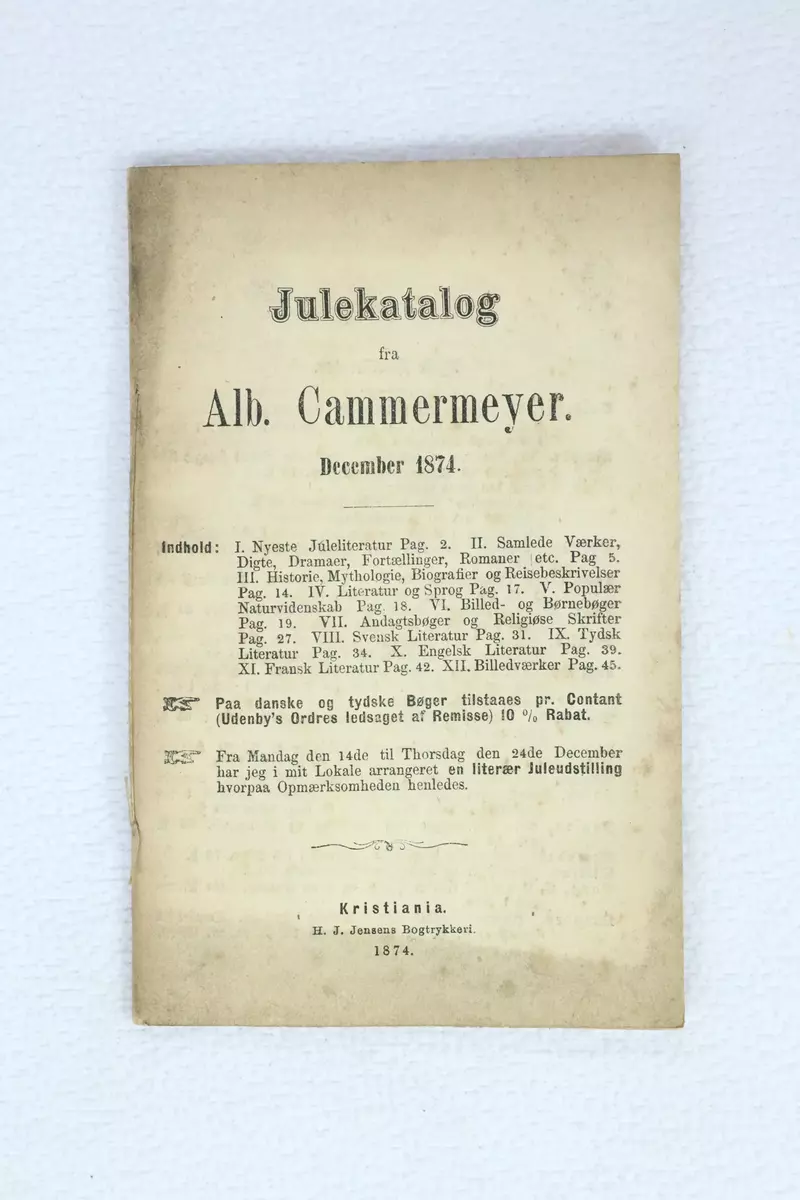 Julekatalog
fra
Alb. Cammermeyer.
December 1874.
Indhold: I. Nyeste Juleliteratur Pag. 2. II. Samlede Værker,
Digte, Dramaer, Fortællinger, Romaner etc. Pag 5.
III. Historie, Mythologie, Biografier og Reisebeskrivelser
Pag. 14. IV. Literatur og Sprog Pag. 17. V. Populær
Naturvidenskab Pag. 18. VI. Billed- og Børnebøger
Pag. 19. VII. Andagtsbøger og Religiøse Skrifter
Pag. 27. VIII. Svensk Literatur Pag. 31. IX. Tydsk
Literatur Pag. 34. X. Engelsk Literatur Pag. 39.
XI. Fransk Literatur Pag. 42. XII. Billedværker Pag. 45.
Paa danske og tydske Bøger tilstaaes pr. Contant
(Udenby's Ordres ledsaget af Remisse) 10 % Rabat.
Fra Mandag den 14de til Thorsdag den 24de December
har jeg i mit Lokale arrangeret en literær Juleudstilling
hvorpaa Opmærksomheden henledes.
Kristiania.
H. J. Jensens Bogtrykkeri.
1874.